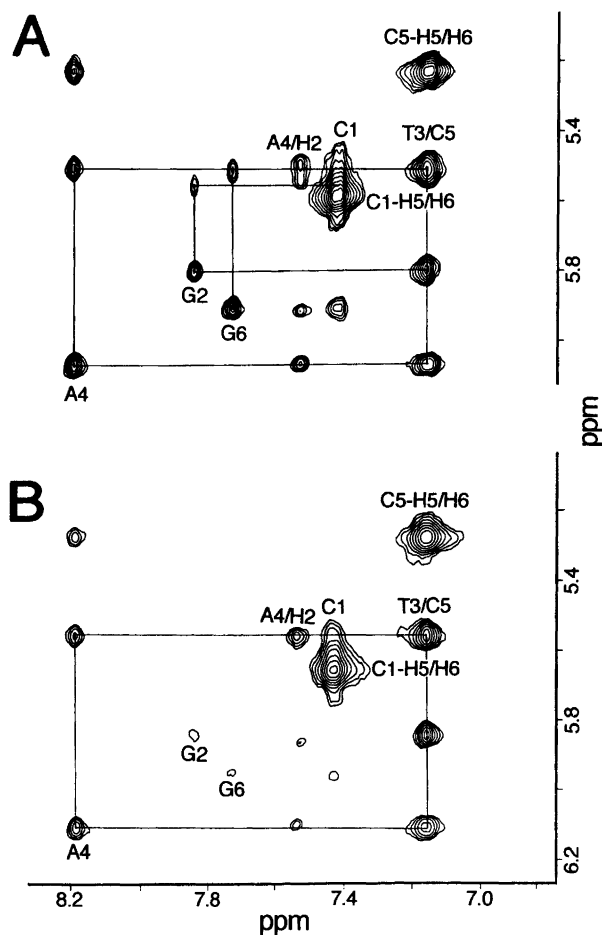 A
C5-H5/H6
5.4
A4/H2
C1
T3/C5
C1-H5/H6
5.8
G2
G6
A4
ppm
B
C5-H5/H6
5.4
A4/H2
C1
T3/C5
C1-H5/H6
5.8
G2
G6
A4
6.2
8.2 7.8 7.4 7.0
ppm